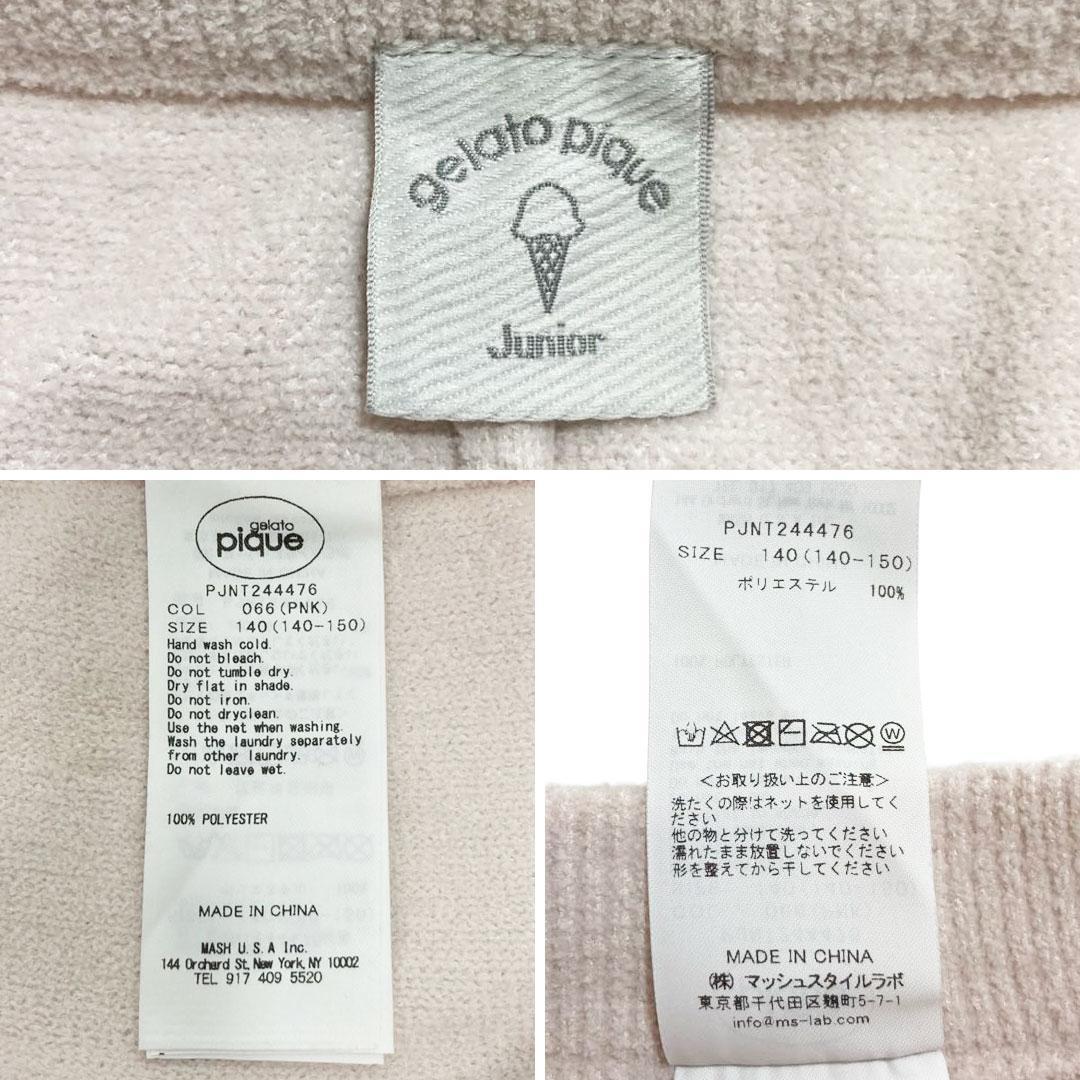 gelato pique
Junior
gelato
pique
PJNT244476
COL 066(PNK)
SIZE 140(140-150)
Hand wash cold.
Do not bleach.
Do not tumble dry.
Dry flat in shade.
Do not iron.
Do not dryclean.
Use the net when washing.
Wash the laundry separately
from other laundry.
Do not leave wet.
100% POLYESTER
MADE IN CHINA
MASH U.S.A Inc.
144 Orchard St, New York, NY 10002
TEL 917 409 5520
PJNT244476
SIZE 140(140-150)
ポリエステル 100%
W
<お取り扱い上のご注意>
洗たくの際はネットを使用してく
ださい
他の物と分けて洗ってください
濡れたまま放置しないでください
形を整えてから干してください
MADE IN CHINA
(株) マッシュスタイルラボ
東京都千代田区麹町5-7-1
info@ms-lab.com